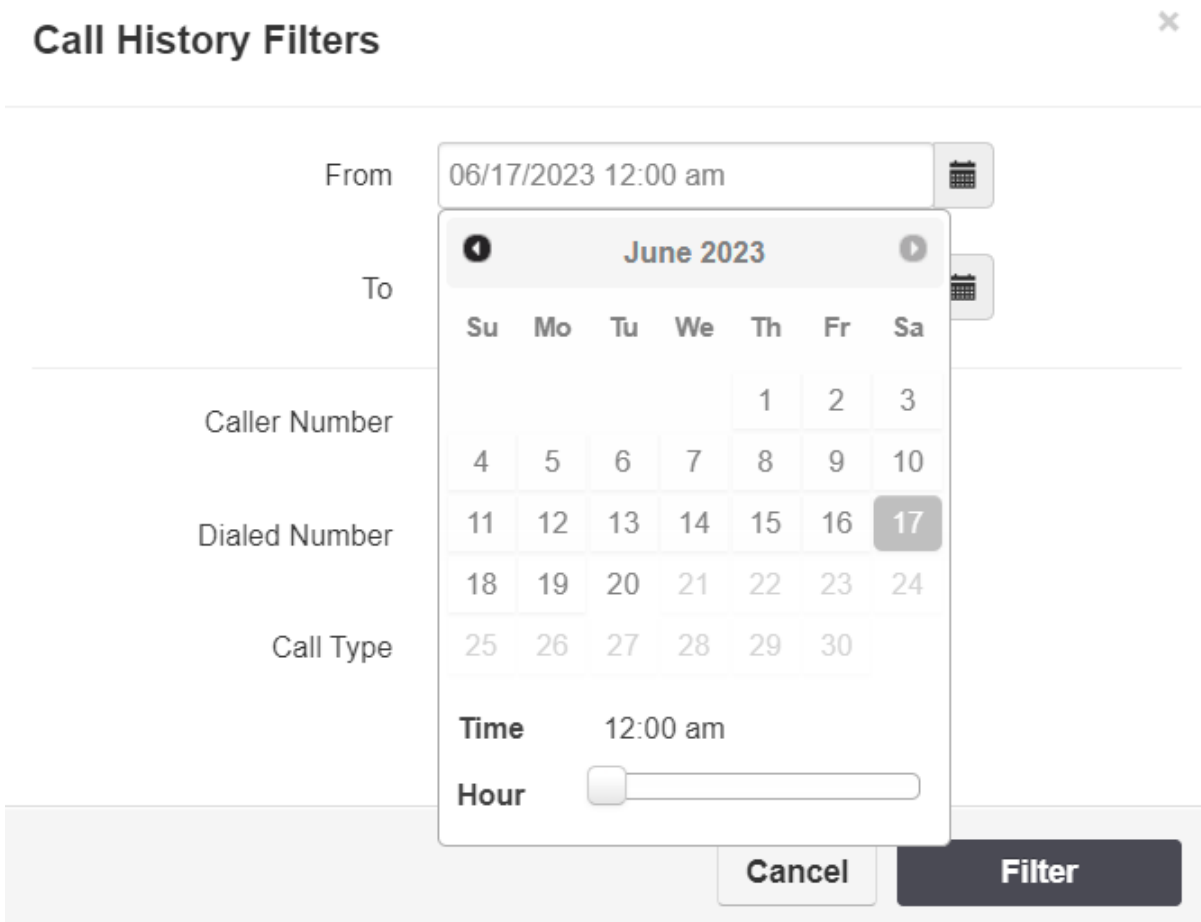 Call History Filters ×
From 06/17/2023 12:00 am
June 2023
To
Su Mo Tu We Th Fr Sa
1 2 3
Caller Number
4 5 6 7 8 9 10
11 12 13 14 15 16 17
Dialed Number
18 19 20 21 22 23 24
Call Type
25 26 27 28 29 30
Time 12:00 am
Hour
Cancel Filter